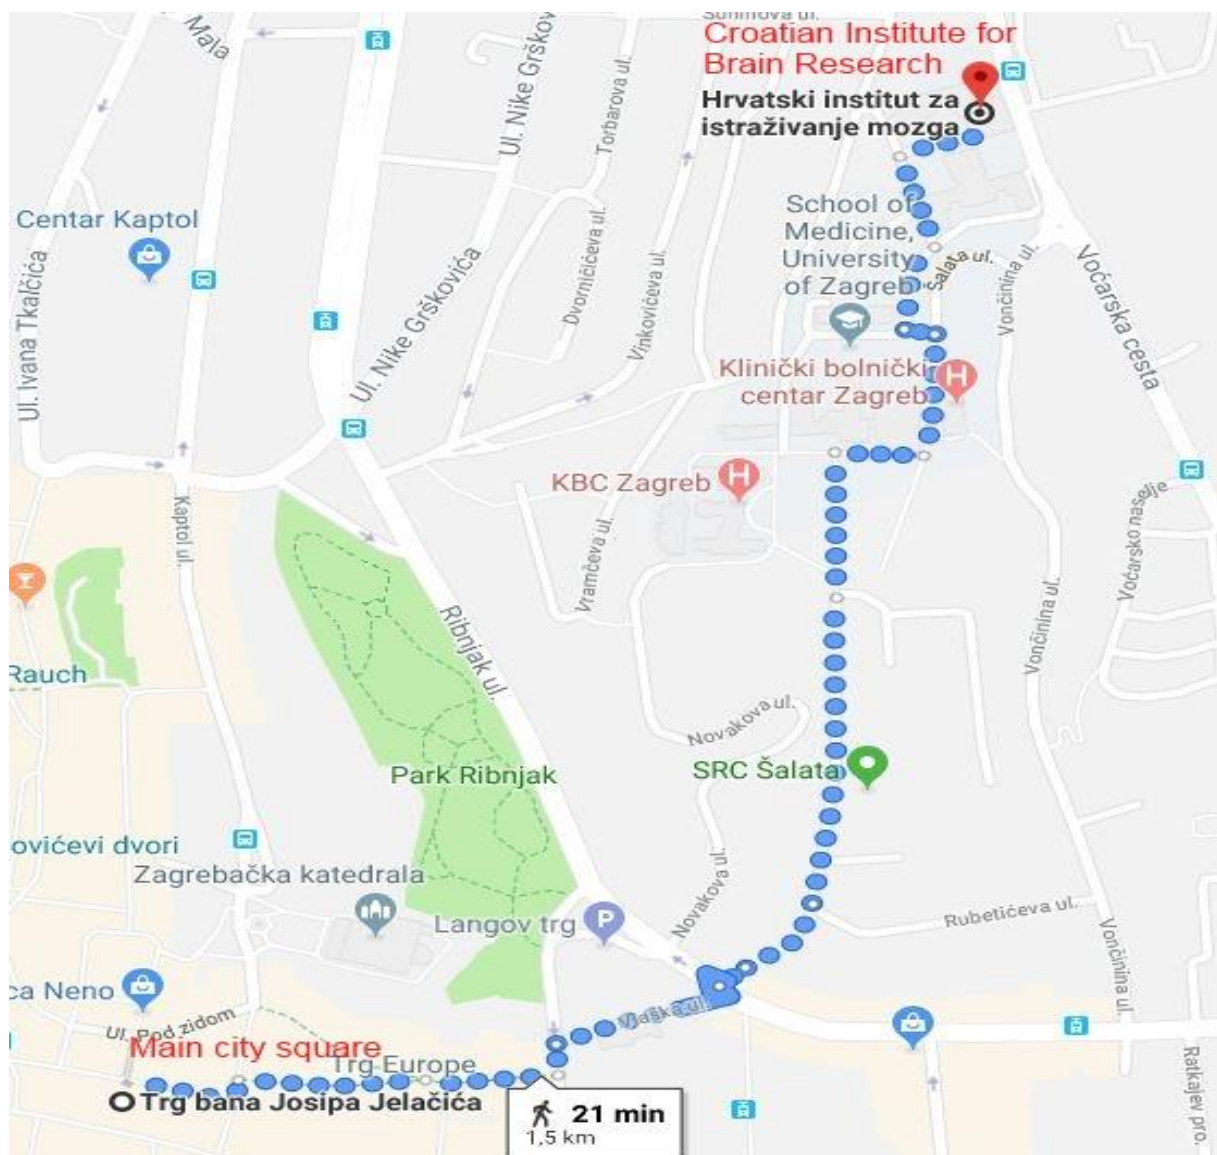 Mala
Sunimova ul.
Croatian Institute for
Brain Research
Hrvatski institut za
istraživanje mozga
Ul. Nike Grškovića
Torbarova ul.
Centar Kaptol
School of
Medicine,
University
of Zagreb
Šalata ul.
Vončinina ul.
Voćarska cesta
Ul. Ivana Tkalčića
Dvorničićeva ul.
Vinkovićeva ul.
Ul. Nike Grškovića
Klinički bolnički
centar Zagreb
H
KBC Zagreb
H
Kaptol ul.
Vramčeva ul.
Voćarsko naselje
Vončinina ul.
Ribnjak ul.
Rauch
Novakova ul.
SRC Šalata
Park Ribnjak
ovićevi dvori
Zagrebačka katedrala
Langov trg
P
Novakova ul.
Rubetićeva ul.
Vončinina ul.
ca Neno
Ul. Pod zidom
Vlaška ul.
Main city square
Trg Europe
Trg bana Josipa Jelačića
21 min
1,5 km
Ratkajev pro.